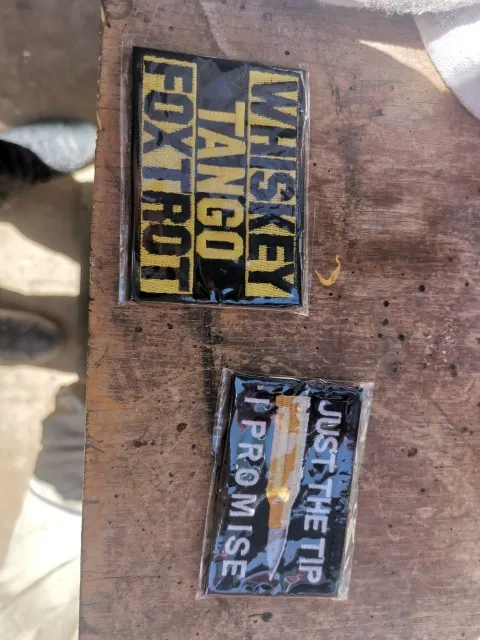 WHISKEY
TANGO
FOXTROT
JUST THE TIP
I PROMISE